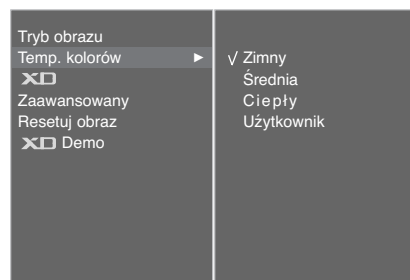 Tryb obrazu
Temp. kolorów ►
XD
Zaawansowany
Resetuj obraz
XD Demo
√ Zimny
Średnia
Ciepły
Użytkownik